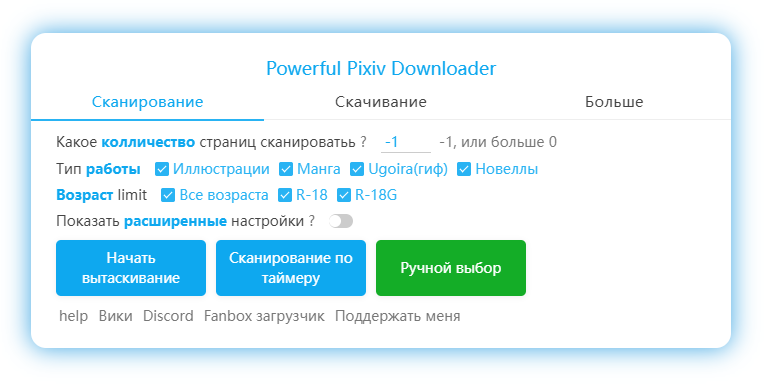 Powerful Pixiv Downloader
Сканирование Скачивание Больше
Какое колличество страниц сканировать ? -1 -1, или больше 0
Тип работы Иллюстрации Манга Ugoira(гиф) Новеллы
Возраст limit Все возраста R-18 R-18G
Показать расширенные настройки ?
Начать вытаскивание
Сканирование по таймеру
Ручной выбор
help Вики Discord Fanbox загрузчик Поддержать меня